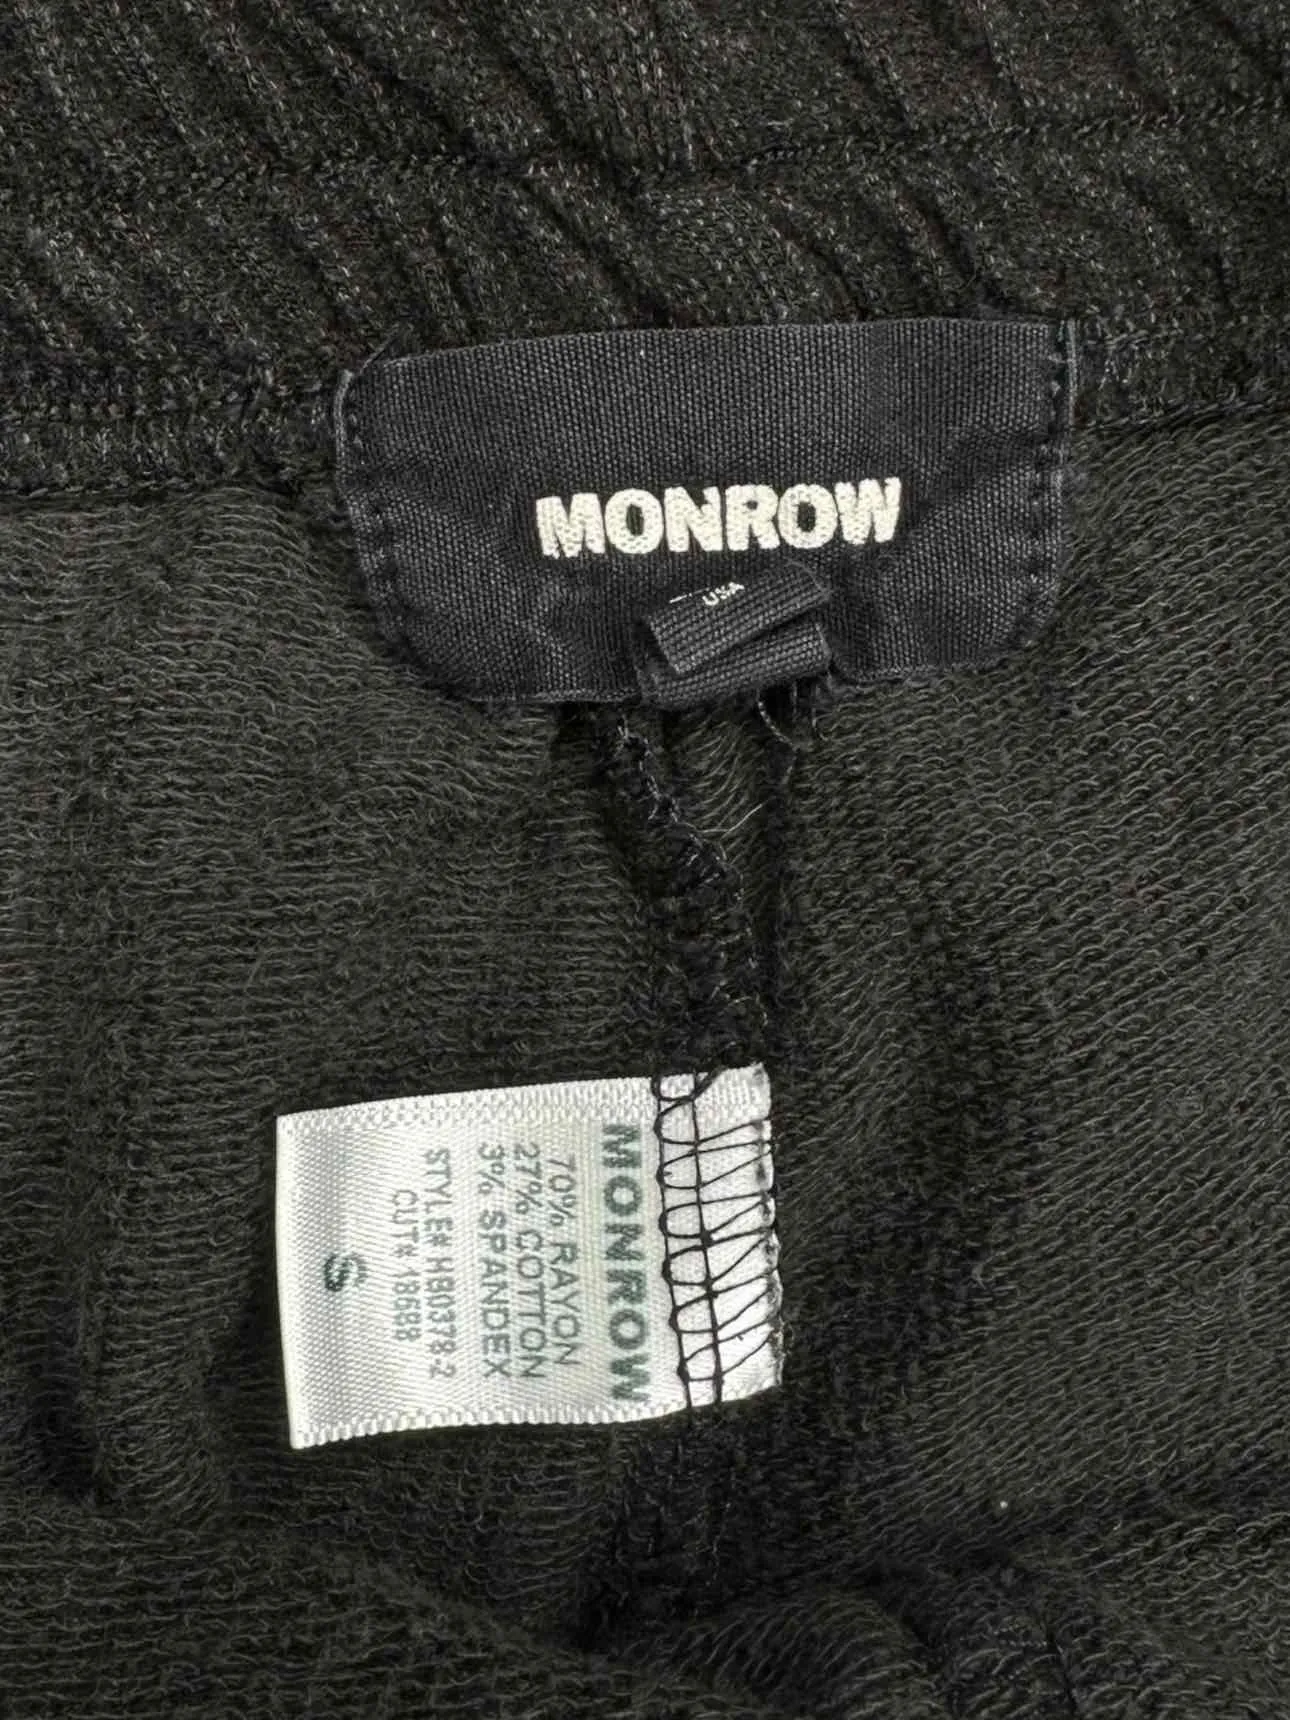 MONROW
USA
MONROW
70% RAYON
27% COTTON
3% SPANDEX
STYLE# HB0378-2
CUT# 18688
S